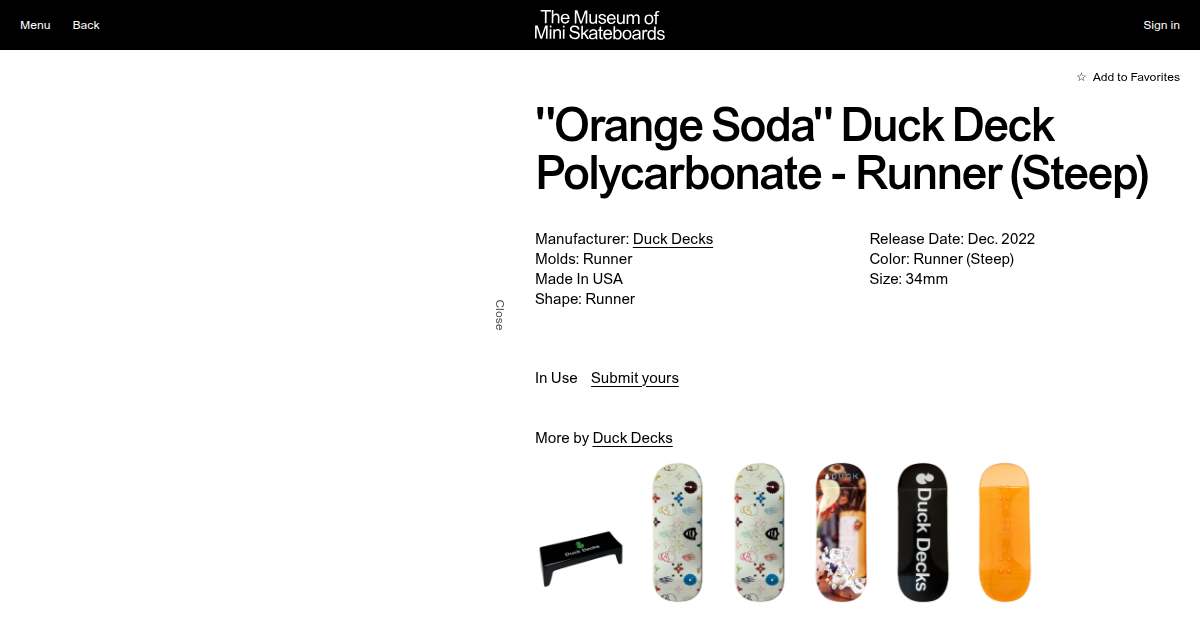 Menu
Back
The Museum of
Mini Skateboards
Sign in
☆ Add to Favorites
"Orange Soda" Duck Deck
Polycarbonate - Runner (Steep)
Manufacturer: Duck Decks
Molds: Runner
Made In USA
Shape: Runner
Release Date: Dec. 2022
Color: Runner (Steep)
Size: 34mm
Close
In Use
Submit yours
More by Duck Decks
Duck Decks
DUCK
Duck Decks